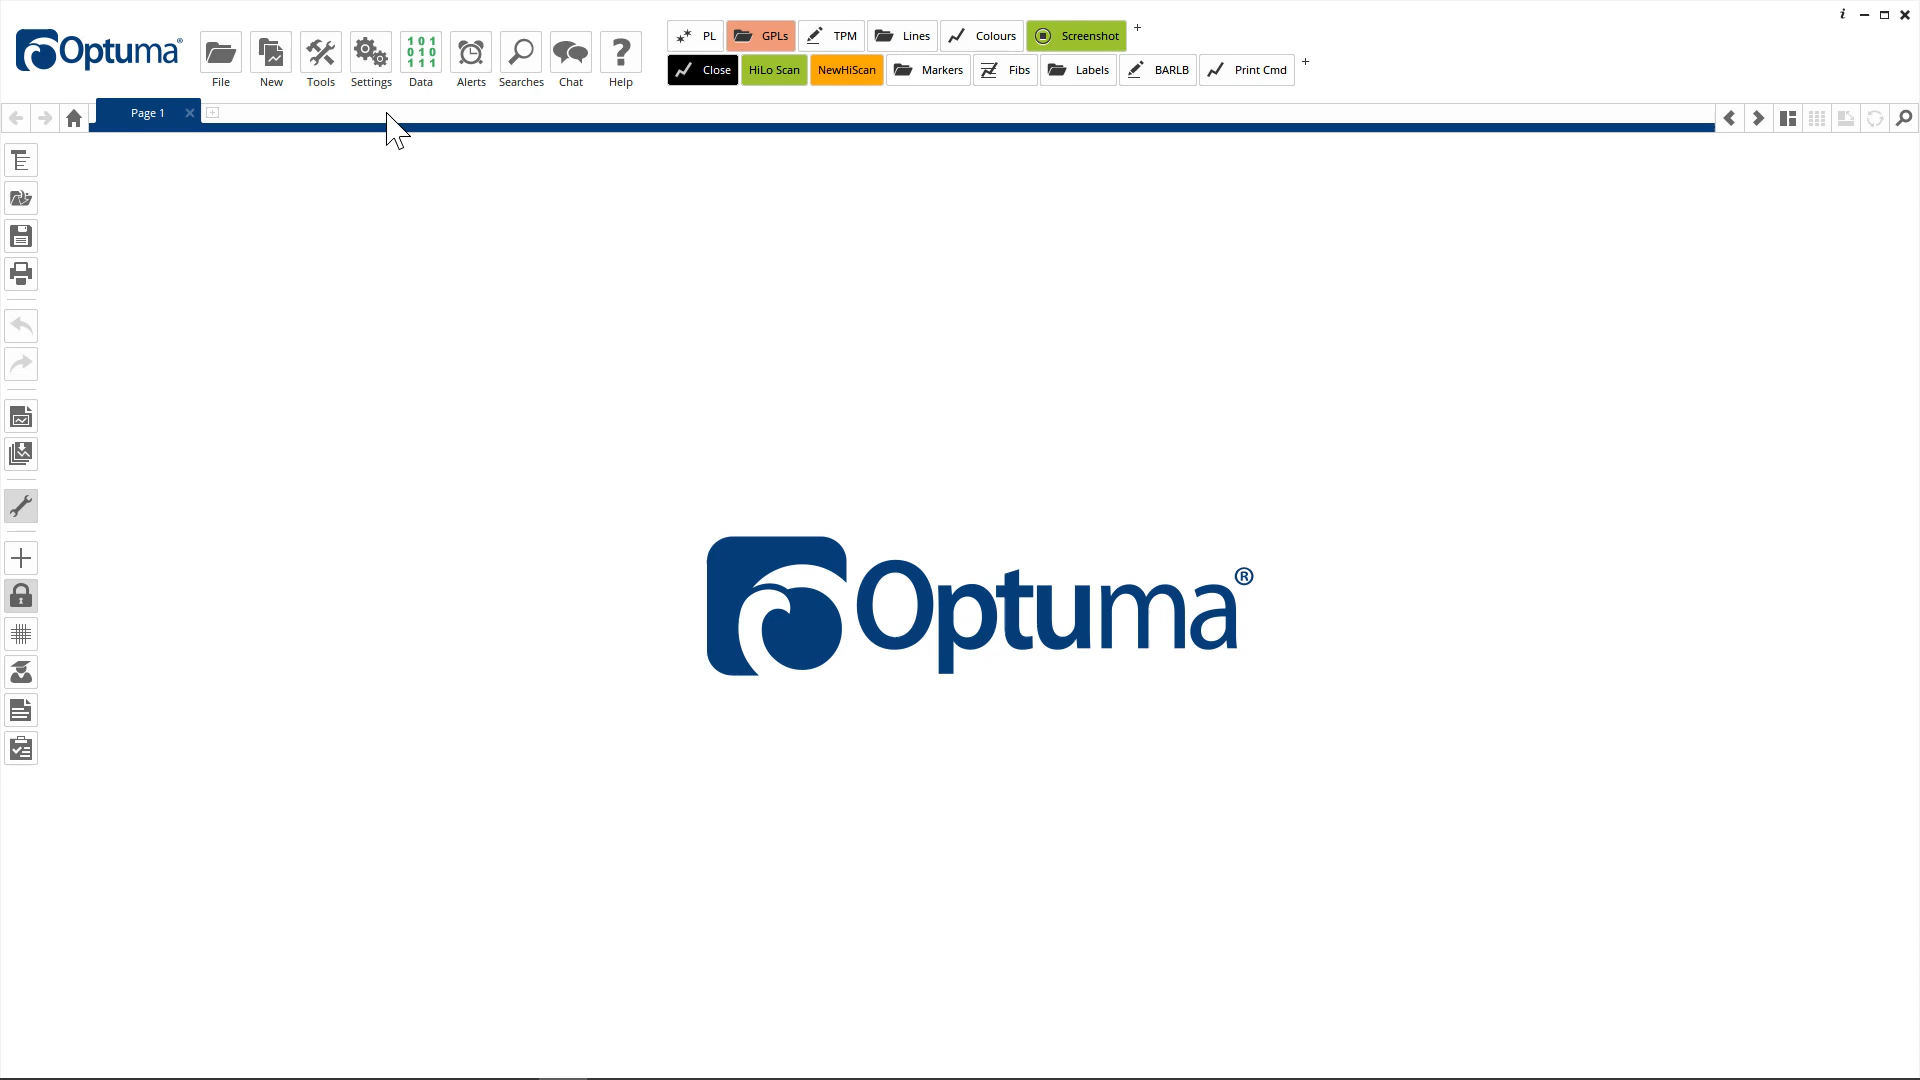 Optuma®
File New Tools Settings Data Alerts Searches Chat Help
PL GPLs TPM Lines Colours Screenshot +
Close HiLo Scan NewHiScan Markers Fibs Labels BARLB Print Cmd +
Page 1
Optuma®